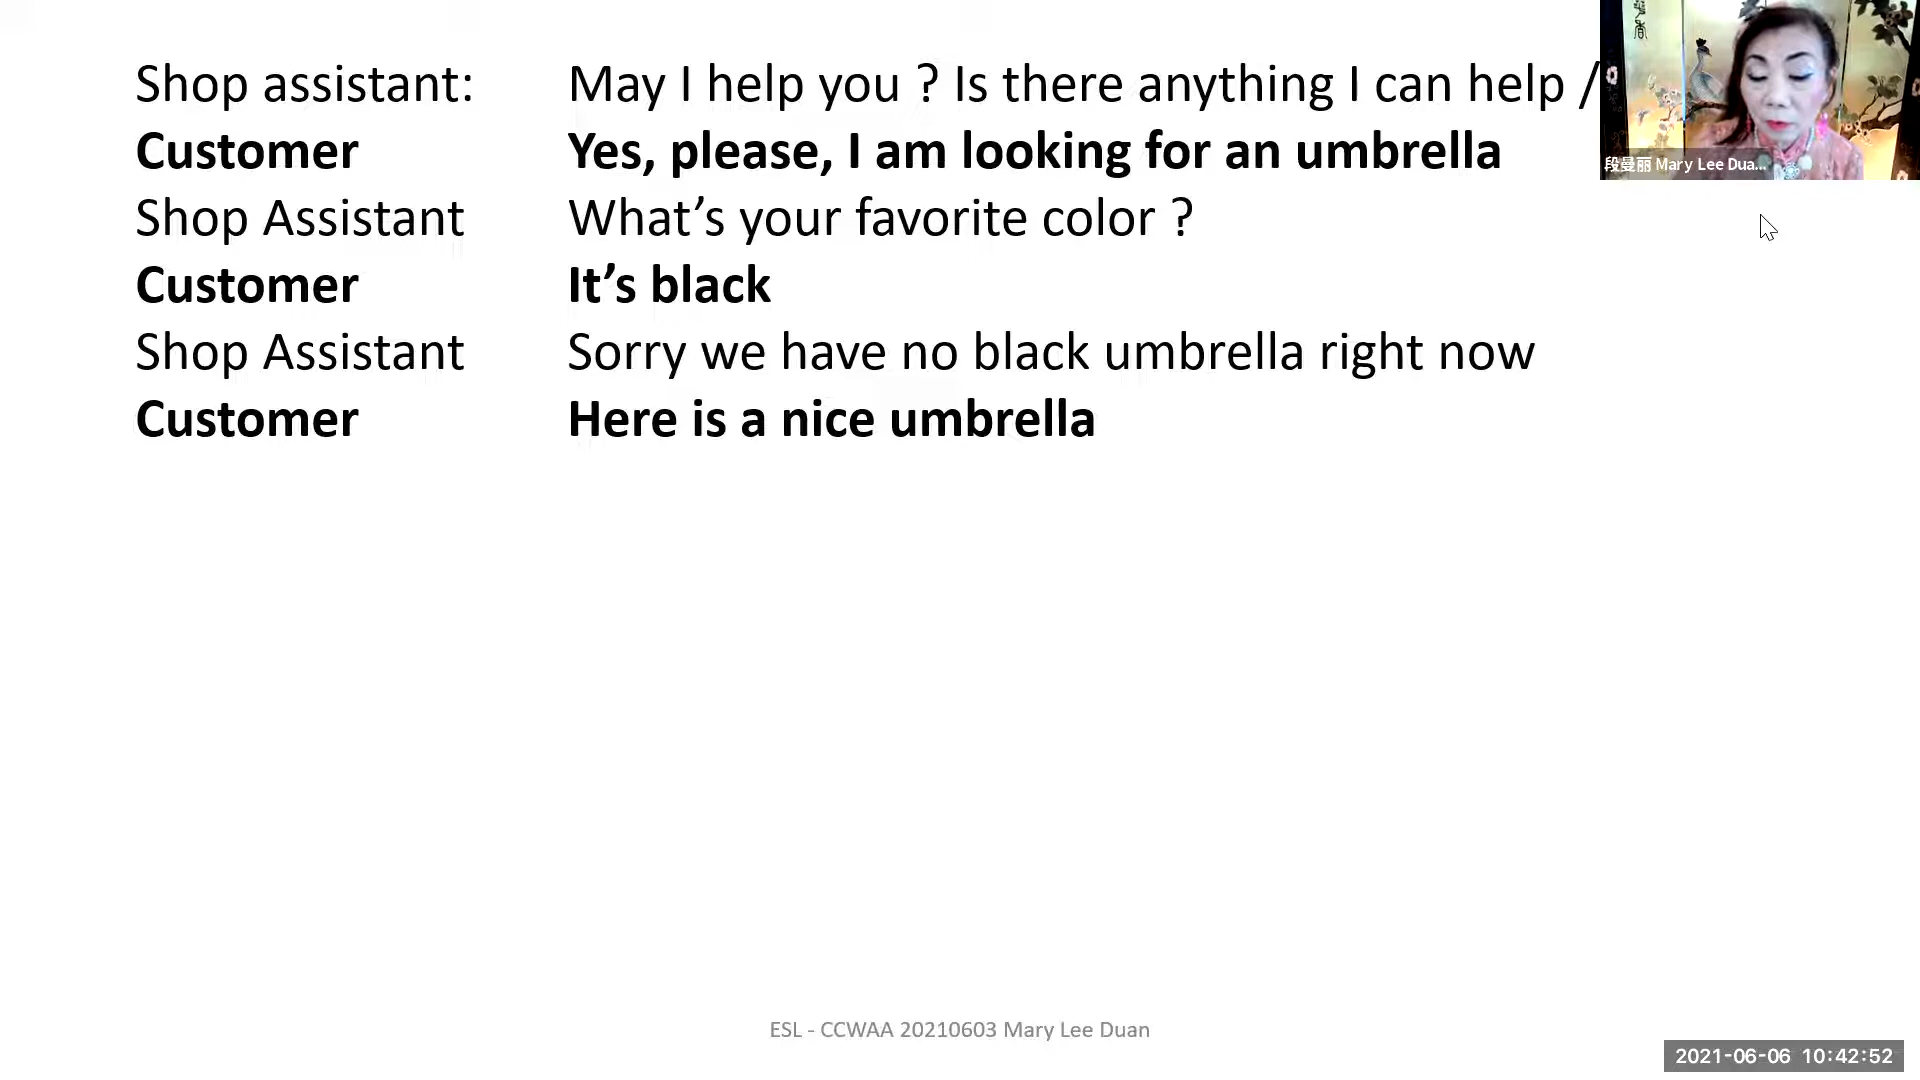 Shop assistant: May I help you ? Is there anything I can help /
Customer Yes, please, I am looking for an umbrella
Shop Assistant What’s your favorite color ?
Customer It’s black
Shop Assistant Sorry we have no black umbrella right now
Customer Here is a nice umbrella
段曼丽 Mary Lee Dua...
ESL - CCWAA 20210603 Mary Lee Duan
2021-06-06 10:42:52